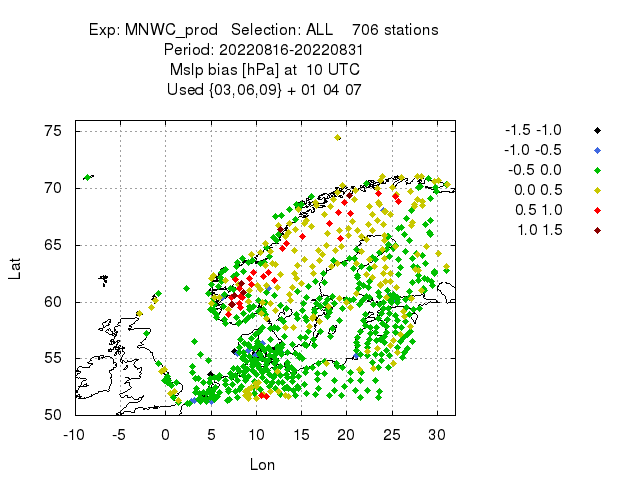 Exp: MNWC_prod   Selection: ALL    706 stations
Period: 20220816-20220831
Mslp bias [hPa] at  10 UTC
Used {03,06,09} + 01 04 07
-1.5 -1.0
-1.0 -0.5
-0.5 0.0
0.0 0.5
0.5 1.0
1.0 1.5
75
70
65
60
55
50
Lat
-10 -5 0 5 10 15 20 25 30
Lon